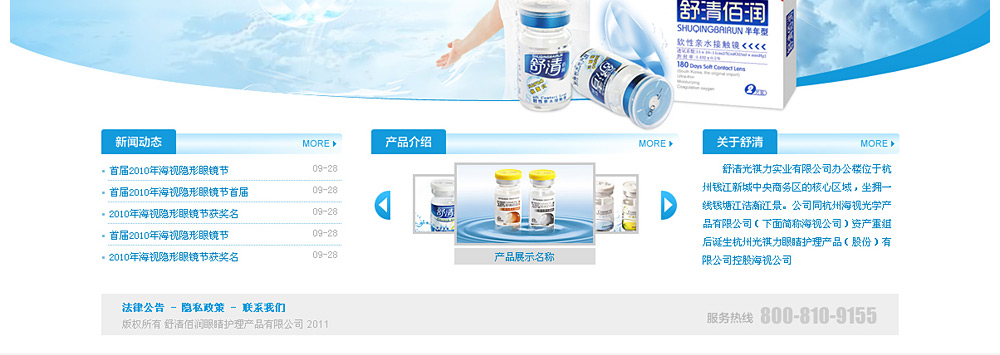 舒清佰润
SHUQINGBAIRUN 半年型
软性亲水接触镜
180 Days Soft Contact Lens
舒清
舒清
新闻动态 MORE
首届2010年海视隐形眼镜节 09-28
首届2010年海视隐形眼镜节首届 09-28
2010年海视隐形眼镜节获奖名 09-28
首届2010年海视隐形眼镜节 09-28
2010年海视隐形眼镜节获奖名 09-28
产品介绍 MORE
舒清
产品展示名称
关于舒清 MORE
舒清光祺力实业有限公司办公楼位于杭
州钱江新城中央商务区的核心区域，坐拥一
线钱塘江浩瀚江景。公司同杭州海视光学产
品有限公司（下面简称海视公司）资产重组
后诞生杭州光祺力眼睛护理产品（股份）有
限公司控股海视公司
法律公告 - 隐私政策 - 联系我们
版权所有 舒清佰润眼睛护理产品有限公司 2011
服务热线 800-810-9155